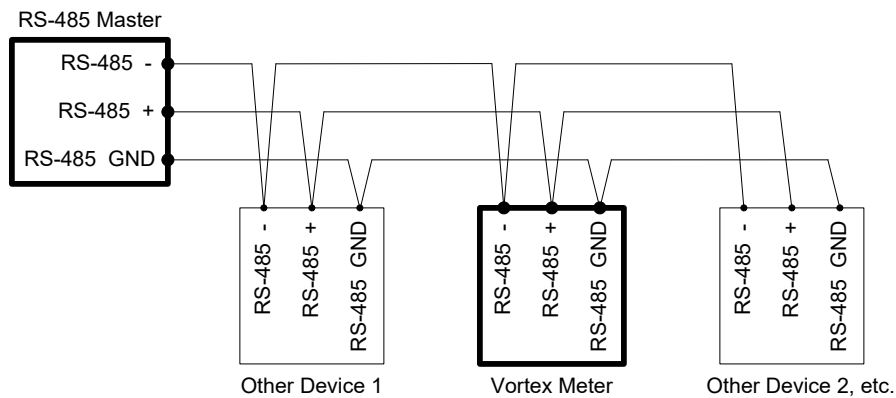 RS-485 Master
RS-485 -
RS-485 +
RS-485 GND
RS-485 -
RS-485 +
RS-485 GND
Other Device 1
RS-485 -
RS-485 +
RS-485 GND
Vortex Meter
RS-485 -
RS-485 +
RS-485 GND
Other Device 2, etc.